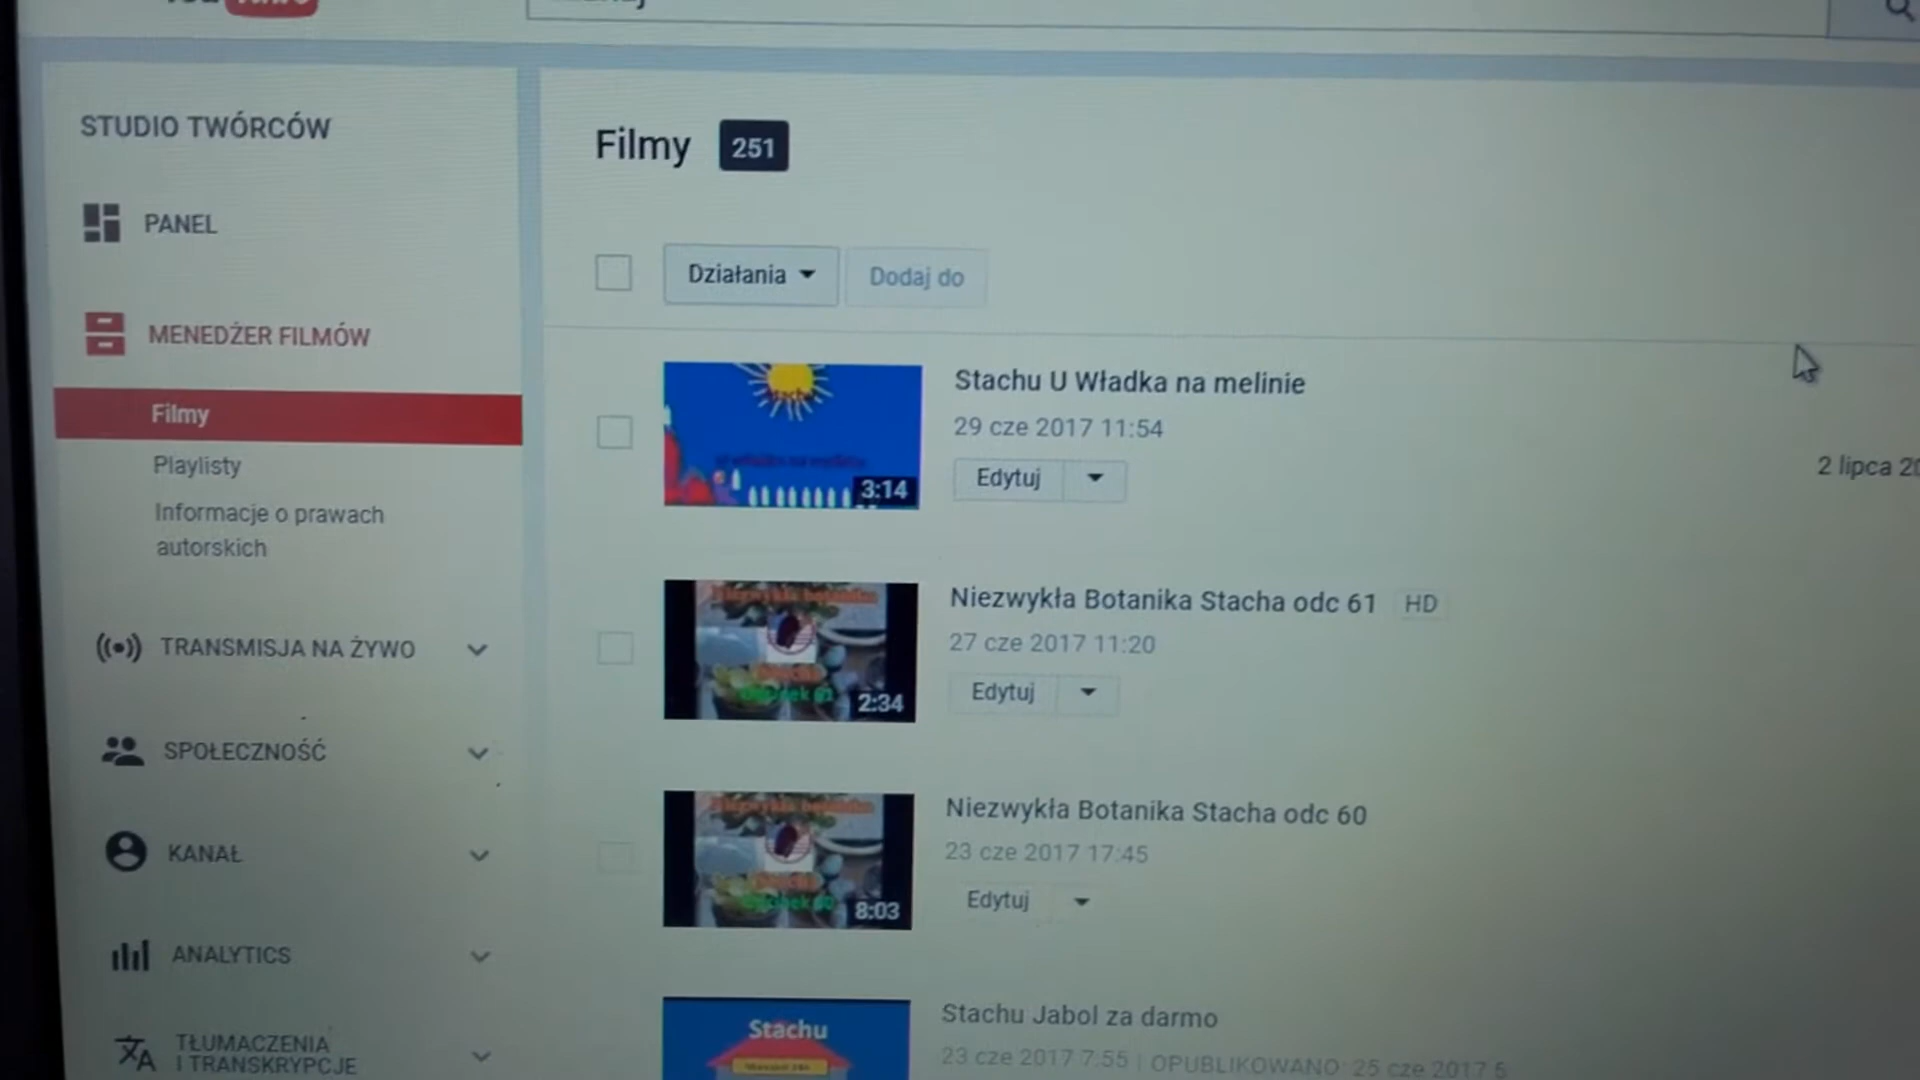 STUDIO TWÓRCÓW
PANEL
MENEDŻER FILMÓW
Filmy
Playlisty
Informacje o prawach
autorskich
TRANSMISJA NA ŻYWO
SPOŁECZNOŚĆ
KANAŁ
ANALYTICS
TŁUMACZENIA
I TRANSKRYPCJE
Filmy 251
Działania Dodaj do
3:14
Stachu U Władka na melinie
29 cze 2017 11:54
Edytuj
2 lipca 20
2:34
Niezwykła Botanika Stacha odc 61 HD
27 cze 2017 11:20
Edytuj
8:03
Niezwykła Botanika Stacha odc 60
23 cze 2017 17:45
Edytuj
Stachu
Stachu Jabol za darmo
23 cze 2017 7:55 | OPUBLIKOWANO: 25 cze 2017 5